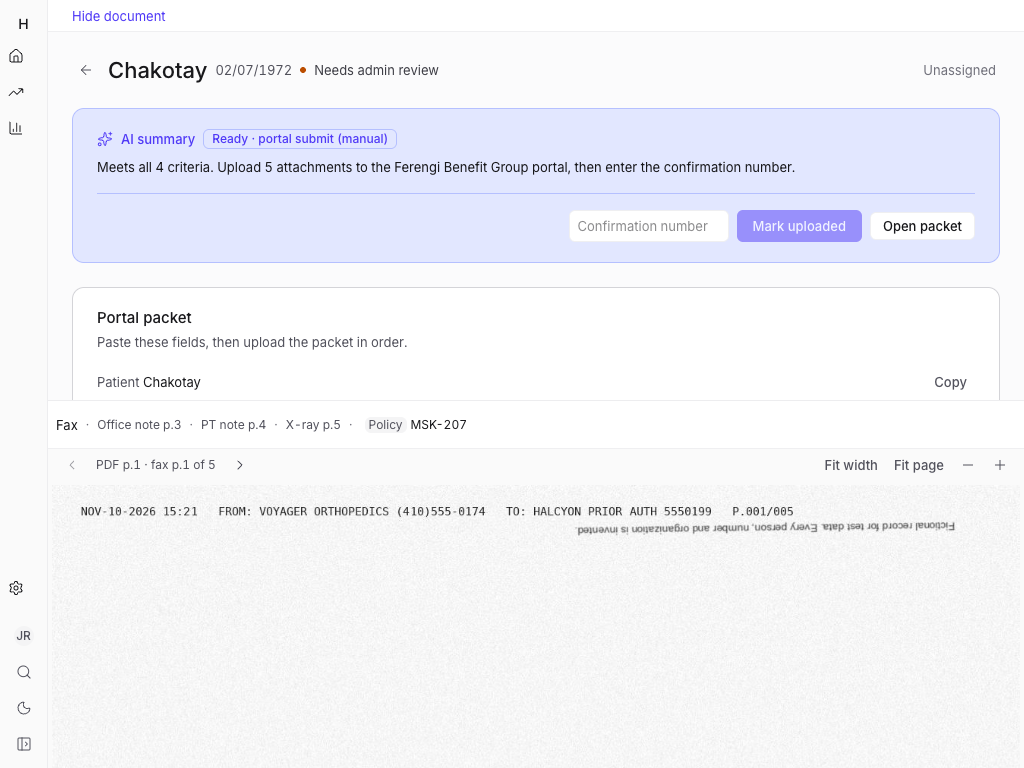 Hide document
H
Chakotay 02/07/1972 Needs admin review Unassigned
AI summary Ready · portal submit (manual)
Meets all 4 criteria. Upload 5 attachments to the Ferengi Benefit Group portal, then enter the confirmation number.
Confirmation number Mark uploaded Open packet
Portal packet
Paste these fields, then upload the packet in order.
Patient Chakotay Copy
Fax · Office note p.3 · PT note p.4 · X-ray p.5 · Policy MSK-207
PDF p.1 · fax p.1 of 5 Fit width Fit page
NOV-10-2026 15:21 FROM: VOYAGER ORTHOPEDICS (410)555-0174 TO: HALCYON PRIOR AUTH 5550199 P.001/005
Fictional record for test data. Every person, number and organization is invented.
JR